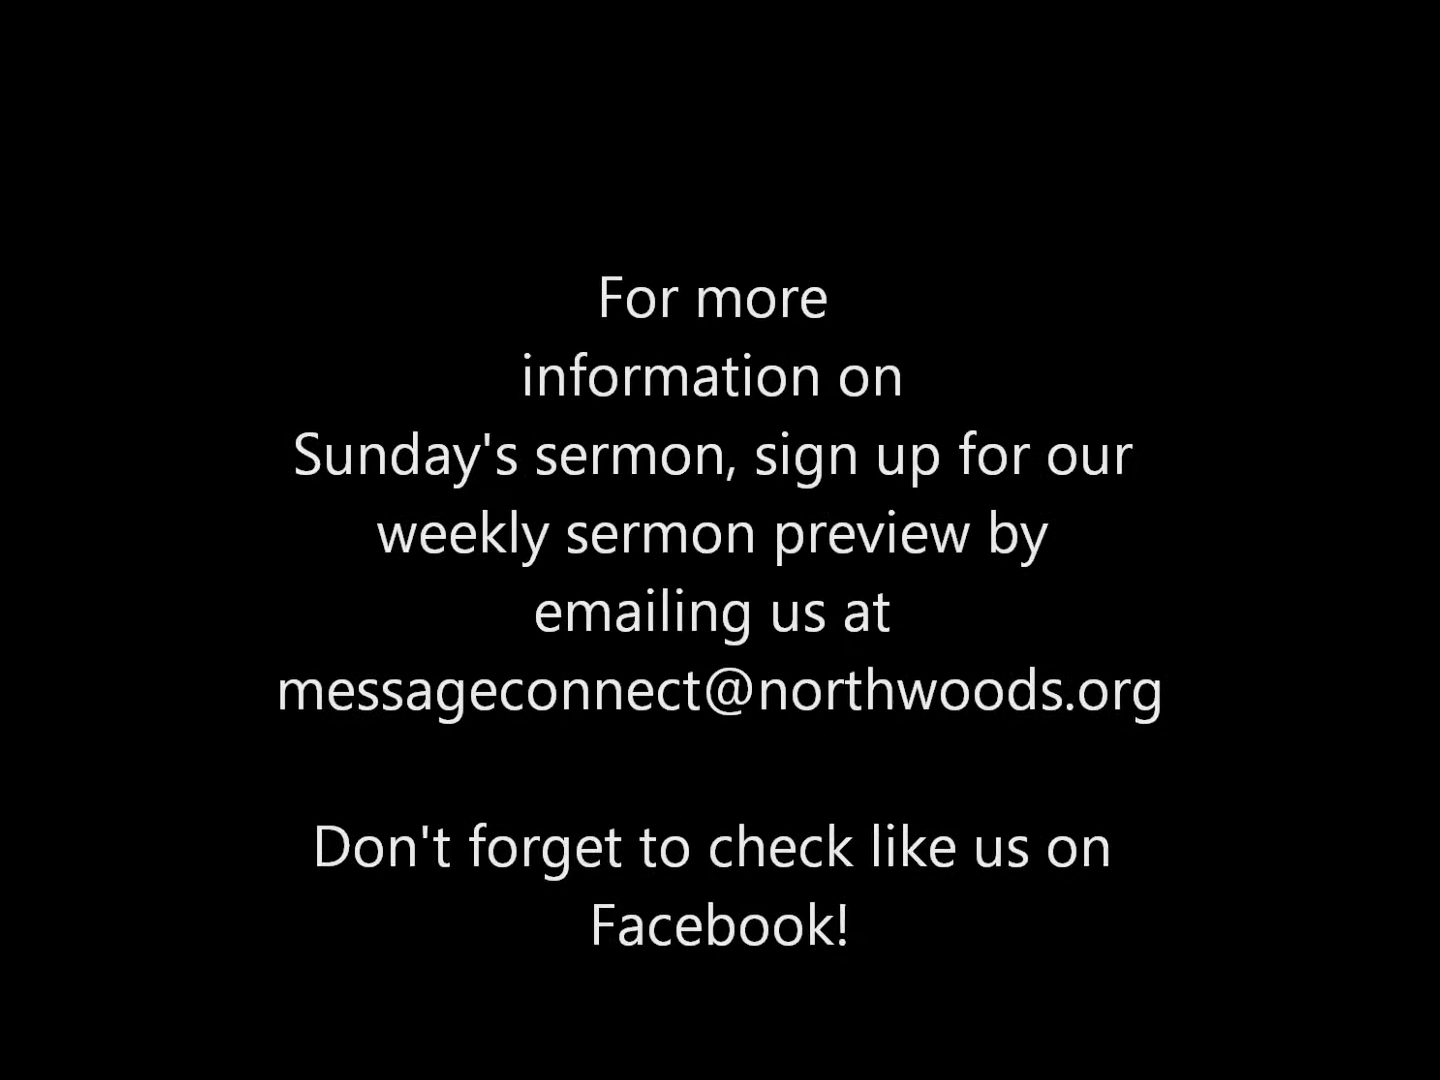 For more
information on
Sunday's sermon, sign up for our
weekly sermon preview by
emailing us at
messageconnect@northwoods.org
Don't forget to check like us on
Facebook!